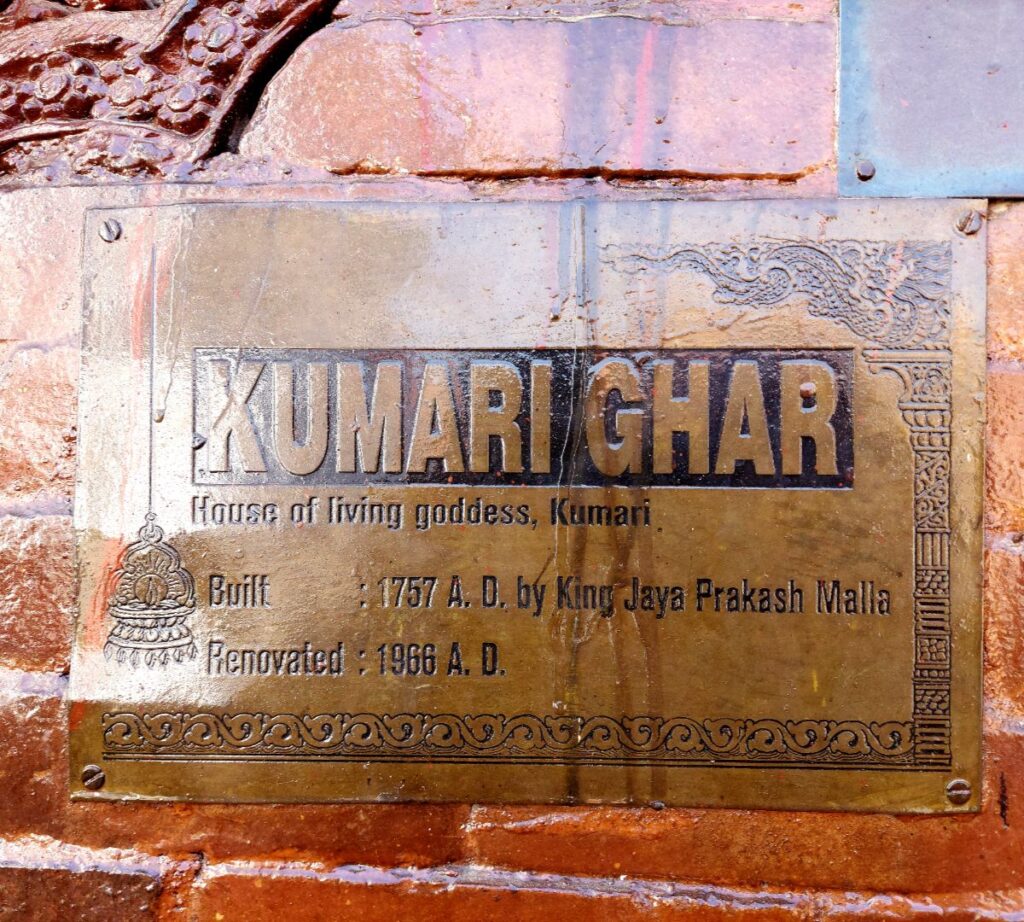 KUMARI GHAR
House of living goddess, Kumari
Built : 1757 A. D. by King Jaya Prakash Malla
Renovated : 1966 A. D.